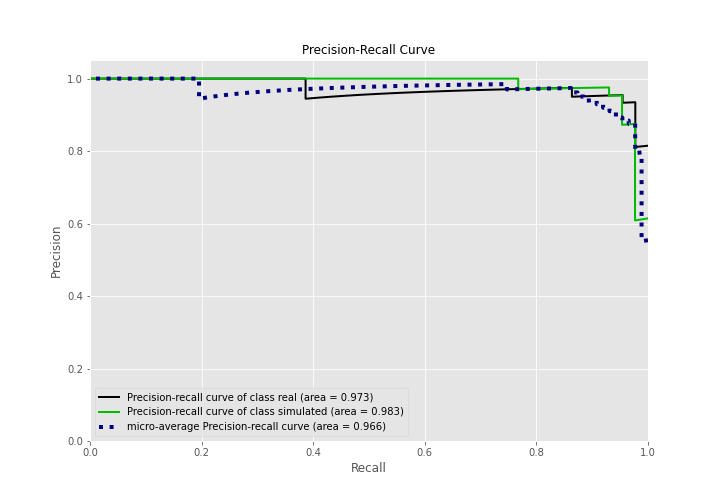 Precision-Recall Curve
1.0
0.8
0.6
0.4
0.2
0.0
Precision
Precision-recall curve of class real (area = 0.973)
Precision-recall curve of class simulated (area = 0.983)
micro-average Precision-recall curve (area = 0.966)
0.0 0.2 0.4 0.6 0.8 1.0
Recall